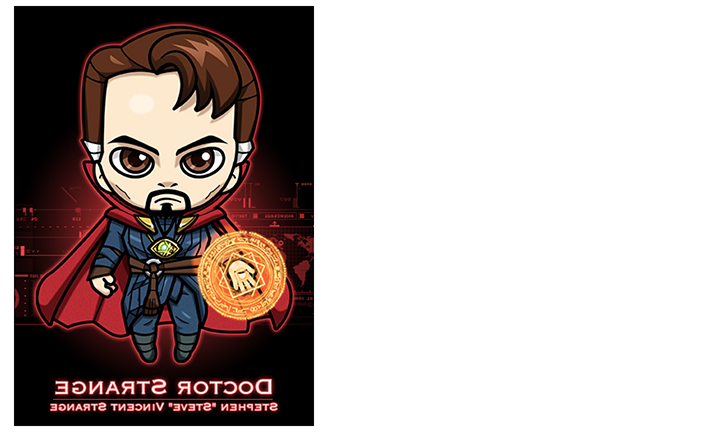 DOCTOR STRANGE
STEPHEN "STEVE" VINCENT STRANGE